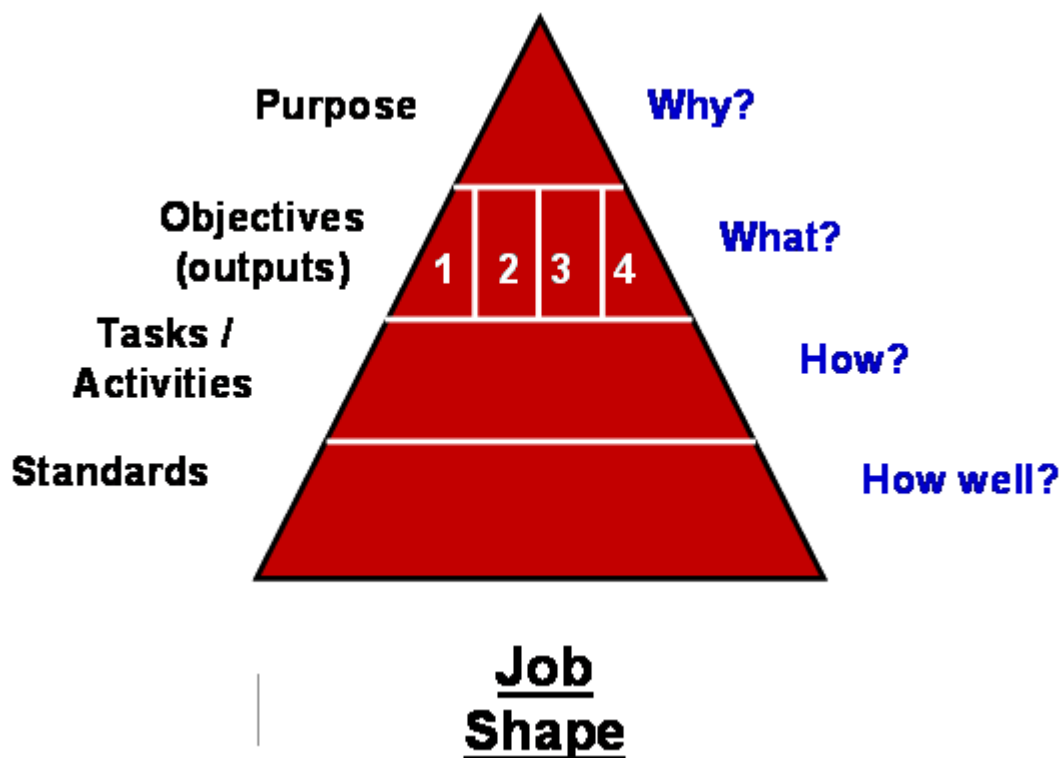 Purpose
Why?
Objectives
(outputs)
What?
1 2 3 4
Tasks /
Activities
How?
Standards
How well?
Job
Shape